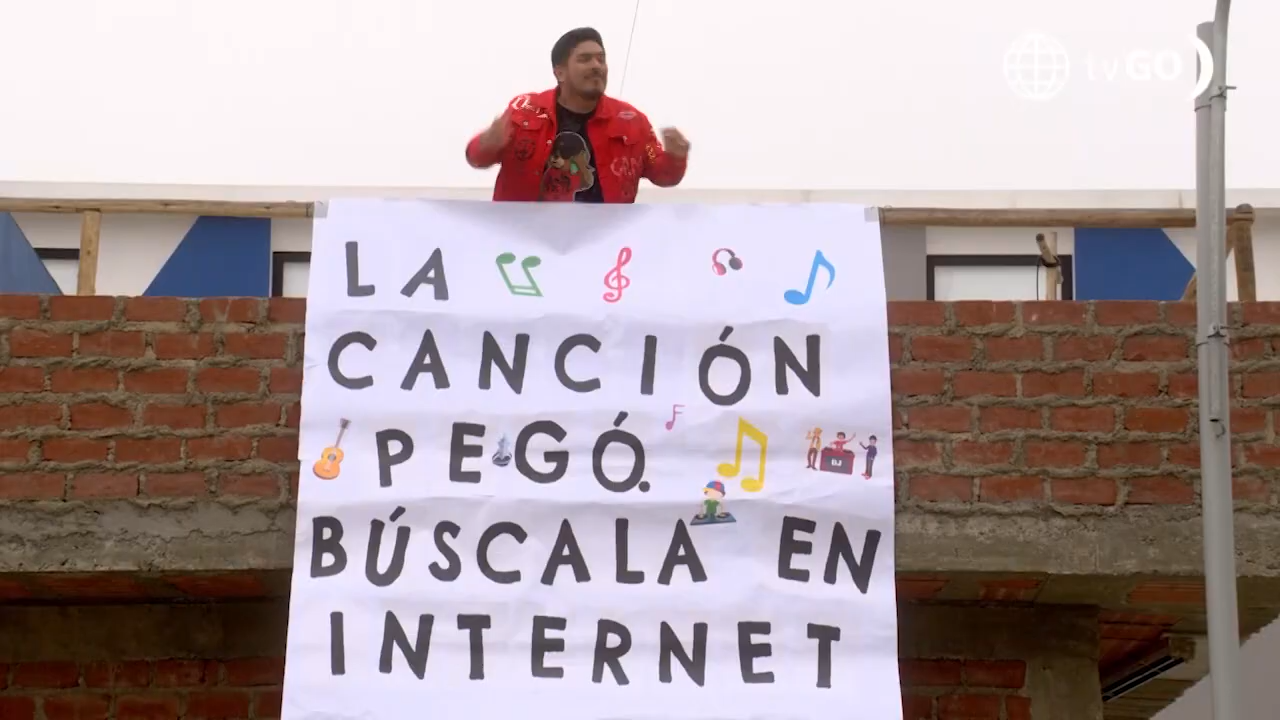 tvGO
LA
CANCIÓN
PEGÓ.
BÚSCALA EN
INTERNET